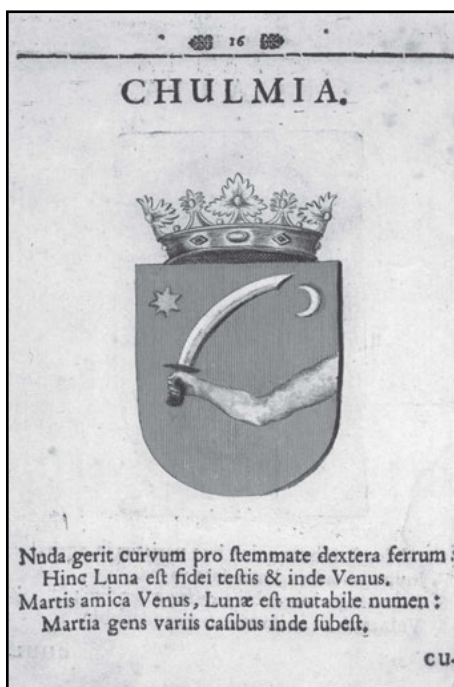 16
CHULMIA.
Nuda gerit curvum pro stemmate dextera ferrum:
Hinc Luna est fidei testis & inde Venus.
Martis amica Venus, Lunæ est mutabile numen:
Martia gens variis casibus inde subest.
CU-